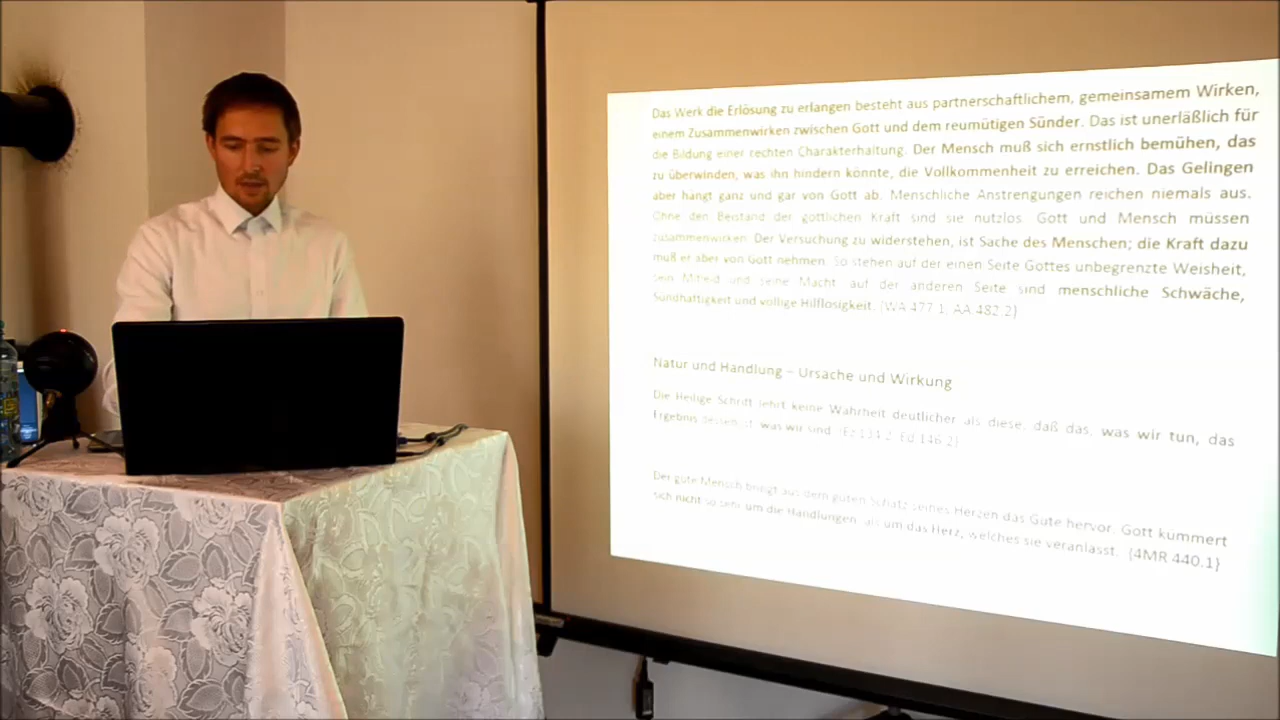 Das Werk die Erlösung zu erlangen besteht aus partnerschaftlichem, gemeinsamem Wirken,
einem Zusammenwirken zwischen Gott und dem reumütigen Sünder. Das ist unerläßlich für
die Bildung einer rechten Charakterhaltung. Der Mensch muß sich ernstlich bemühen, das
zu überwinden, was ihn hindern könnte, die Vollkommenheit zu erreichen. Das Gelingen
aber hängt ganz und gar von Gott ab. Menschliche Anstrengungen reichen niemals aus.
Ohne den Beistand der göttlichen Kraft sind sie nutzlos. Gott und Mensch müssen
zusammenwirken. Der Versuchung zu widerstehen, ist Sache des Menschen; die Kraft dazu
muß er aber von Gott nehmen. So stehen auf der einen Seite Gottes unbegrenzte Weisheit,
sein Mitleid und seine Macht, auf der anderen Seite sind menschliche Schwäche,
Sündhaftigkeit und völlige Hilflosigkeit. {WA 477.1; AA 482.2}
Natur und Handlung – Ursache und Wirkung
Die Heilige Schrift lehrt keine Wahrheit deutlicher als diese, daß das, was wir tun, das
Ergebnis dessen ist, was wir sind. {Ez 134.2; Ed 146.2}
Der gute Mensch bringt aus dem guten Schatz seines Herzen das Gute hervor. Gott kümmert
sich nicht so sehr um die Handlungen, als um das Herz, welches sie veranlasst. {4MR 440.1}